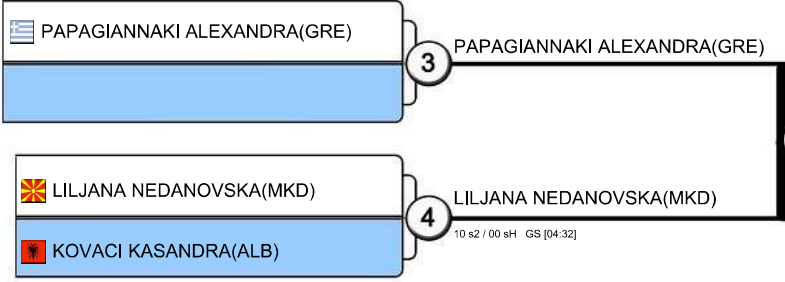 PAPAGIANNAKI ALEXANDRA(GRE)
3
PAPAGIANNAKI ALEXANDRA(GRE)
LILJANA NEDANOVSKA(MKD)
4
LILJANA NEDANOVSKA(MKD)
10 s2 / 00 sH GS [04:32]
KOVACI KASANDRA(ALB)